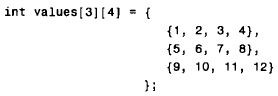 int values[3][4] = {
{1, 2, 3, 4},
{5, 6, 7, 8},
{9, 10, 11, 12}
};